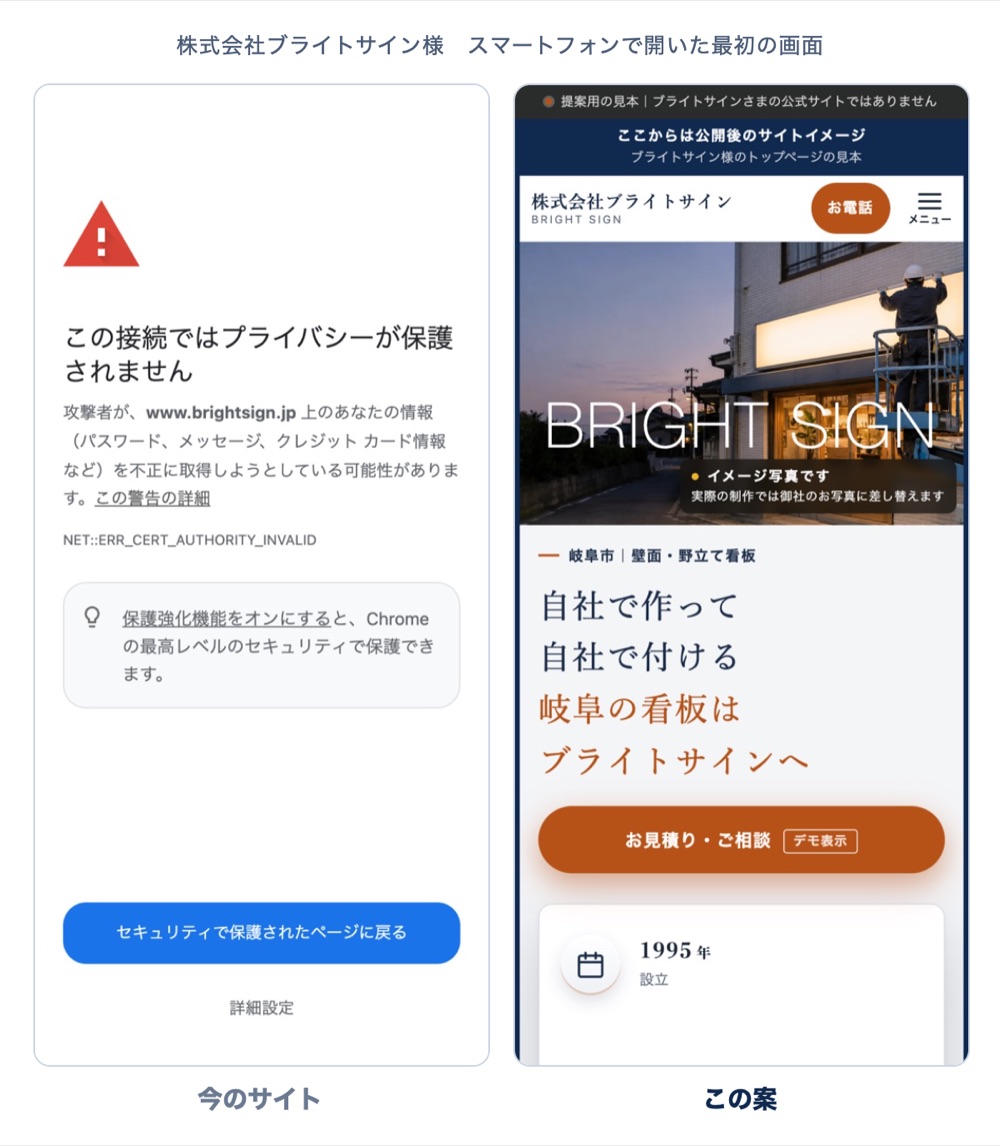 株式会社ブライトサイン様　スマートフォンで開いた最初の画面
この接続ではプライバシーが保護
されません
攻撃者が、www.brightsign.jp 上のあなたの情報
（パスワード、メッセージ、クレジット カード情報
など）を不正に取得しようとしている可能性がありま
す。この警告の詳細
NET::ERR_CERT_AUTHORITY_INVALID
保護強化機能をオンにすると、Chrome
の最高レベルのセキュリティで保護でき
ます。
セキュリティで保護されたページに戻る
詳細設定
今のサイト
提案用の見本｜ブライトサインさまの公式サイトではありません
ここからは公開後のサイトイメージ
ブライトサイン様のトップページの見本
株式会社ブライトサイン
BRIGHT SIGN
お電話
メニュー
BRIGHT SIGN
イメージ写真です
実際の制作では御社のお写真に差し替えます
岐阜市｜壁面・野立て看板
自社で作って
自社で付ける
岐阜の看板は
ブライトサインへ
お見積り・ご相談 デモ表示
1995 年
設立
この案